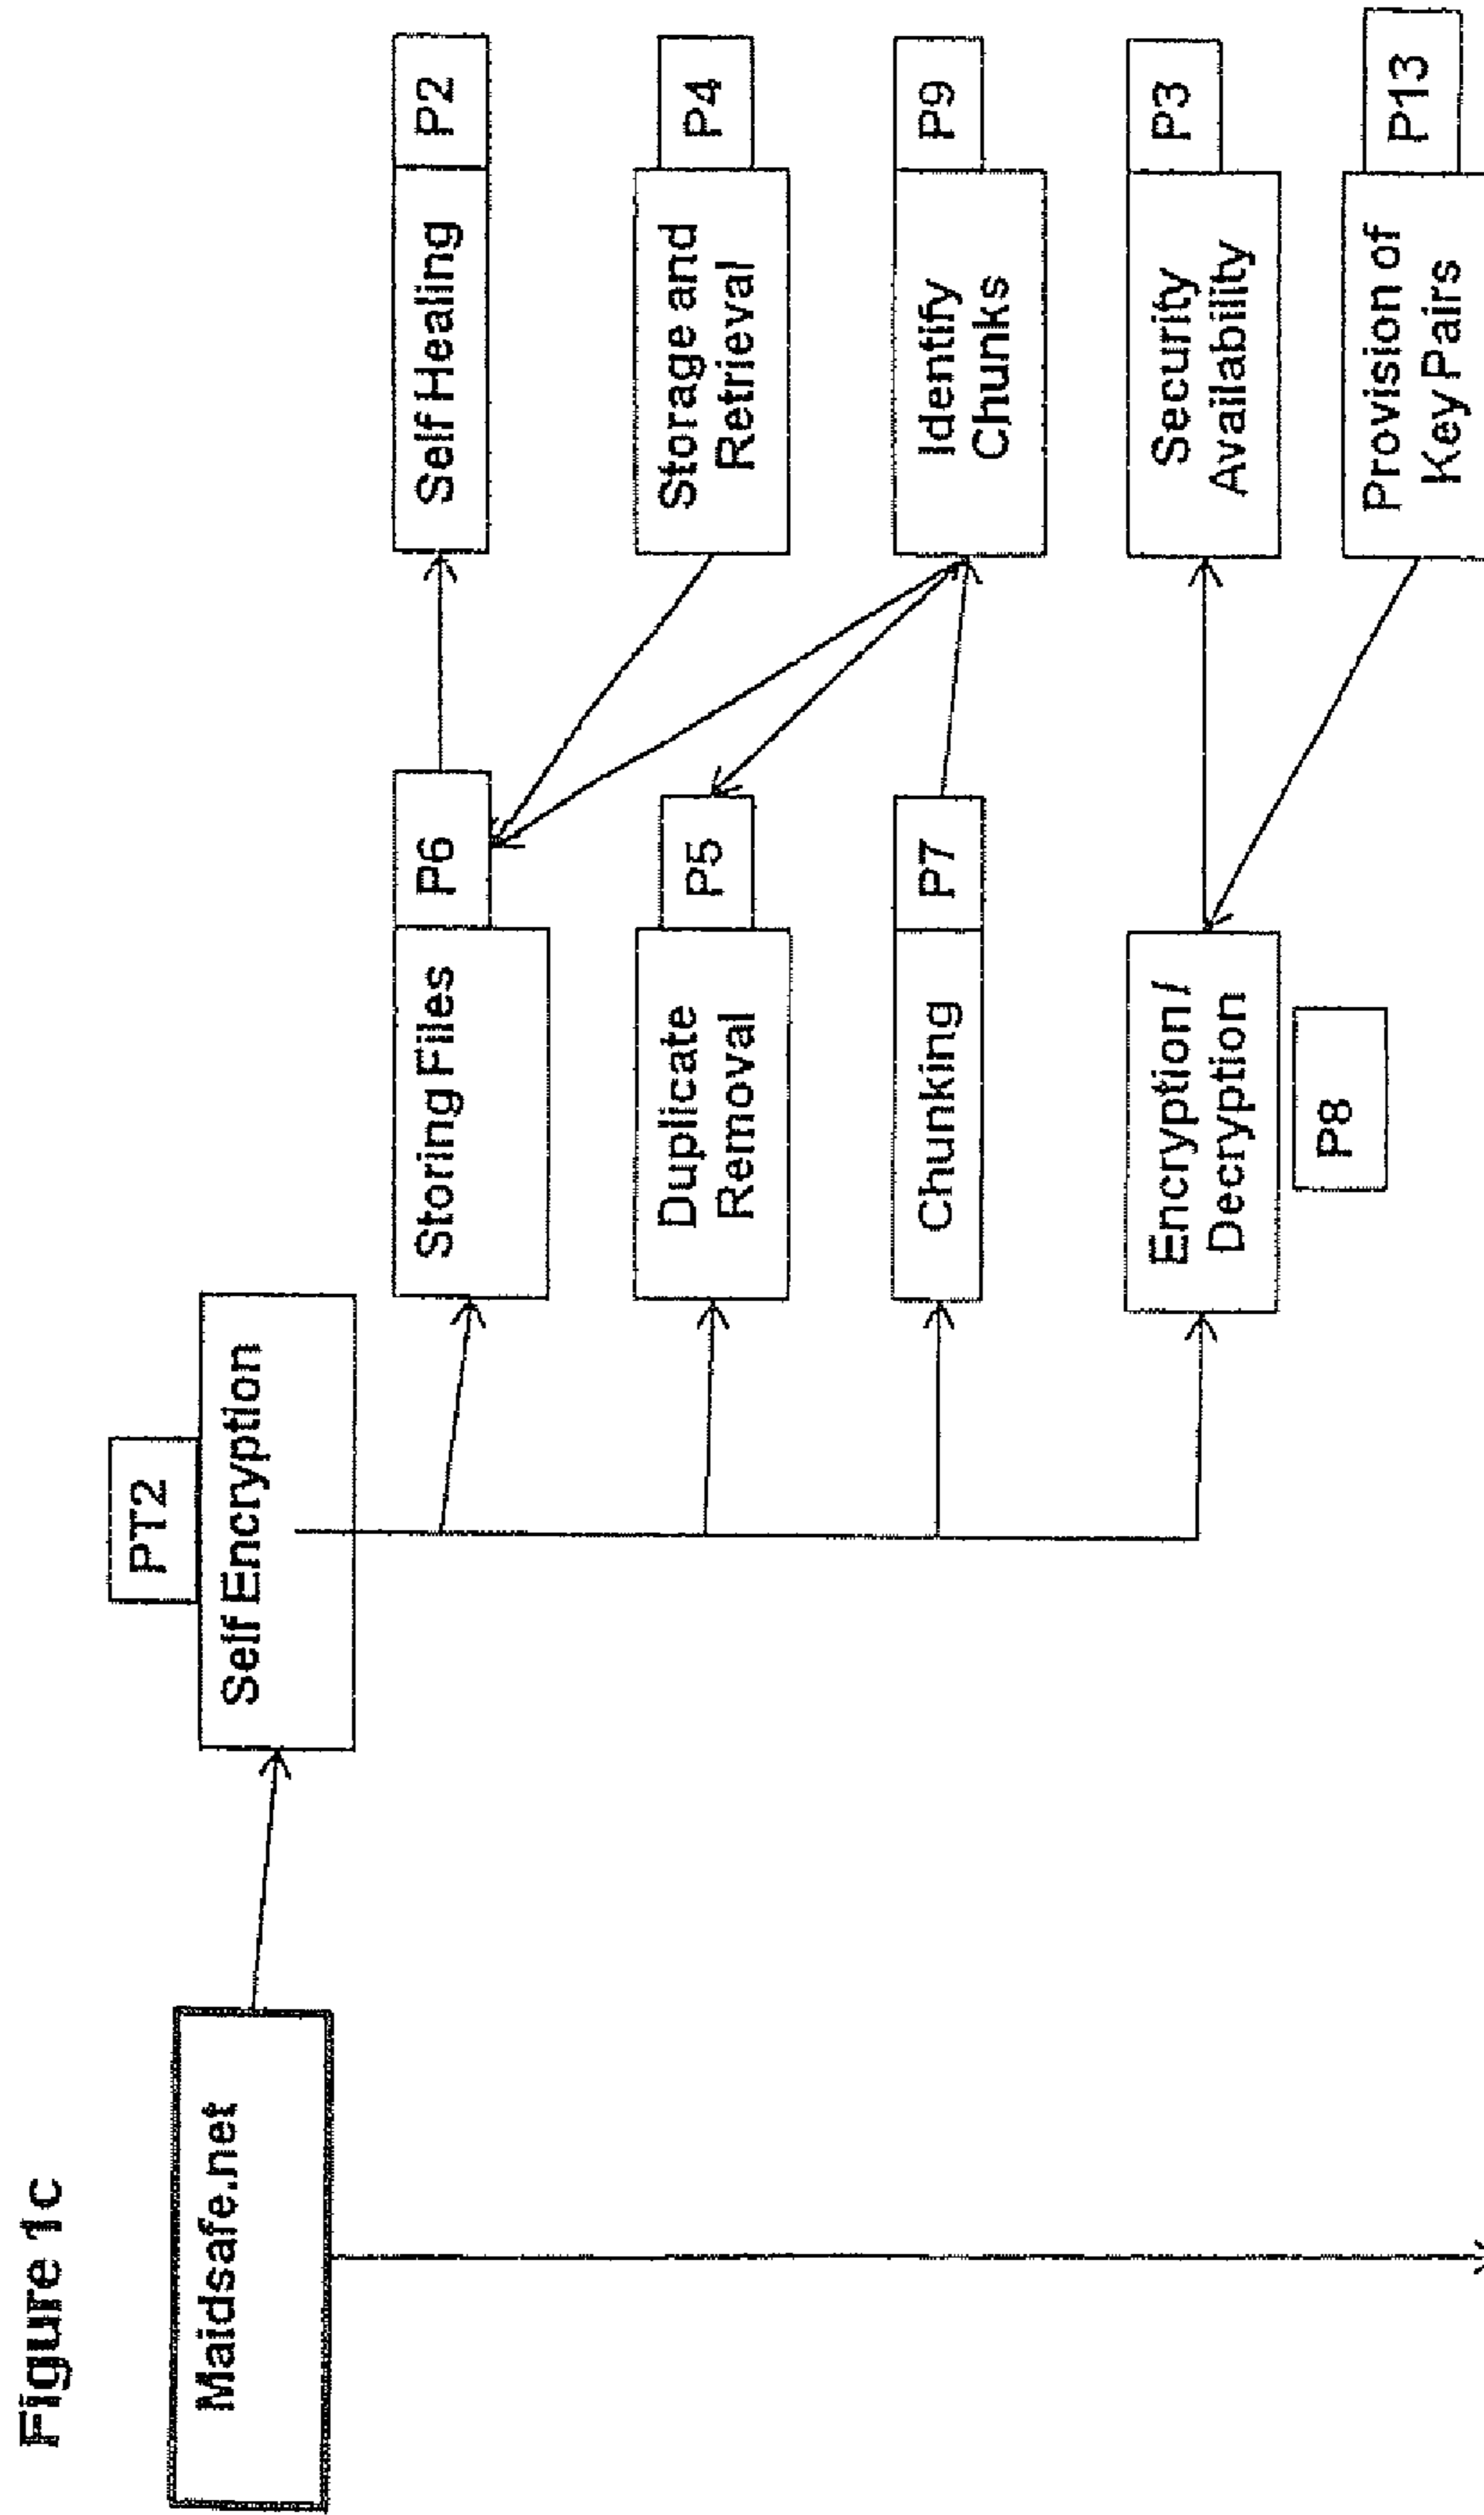 Figure 1c
Maidsafe.net
PT2
Self Encryption
Storing Files
P6
Self Healing
P2
Duplicate
Removal
P5
Storage and
Retrieval
P4
Chunking
P7
Identify
Chunks
P9
Encryption /
Decryption
P8
Security
Availability
P3
Provision of
Key Pairs
P13